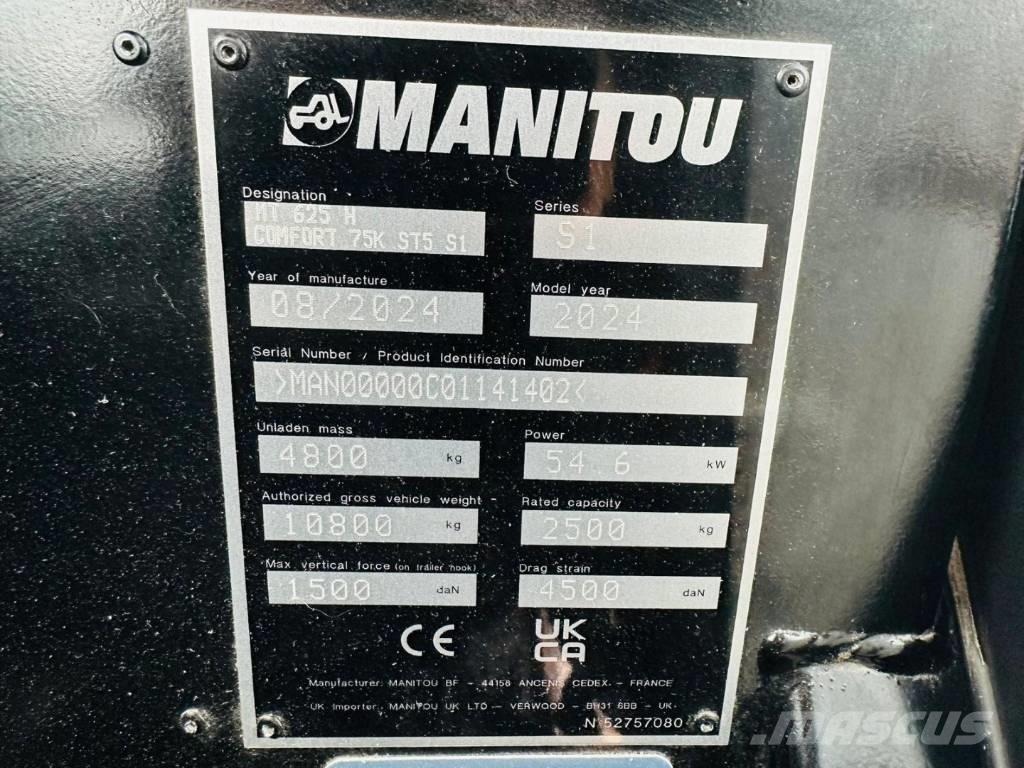 MANITOU
Designation
MT 625 H
COMFORT 75K ST5 S1
Series
S1
Year of manufacture
08/2024
Model year
2024
Serial Number / Product Identification Number
>MAN00000C01141402<
Unladen mass
4800 kg
Power
54.6 kW
Authorized gross vehicle weight
10800 kg
Rated capacity
2500 kg
Max. vertical force (on trailer hook)
1500 daN
Drag strain
4500 daN
CE
UK
CA
Manufacturer: MANITOU BF - 44158 ANCENIS CEDEX - FRANCE
UK Importer: MANITOU UK LTD - VERWOOD - BH31 6BB - UK
N°52757080
MASCUS